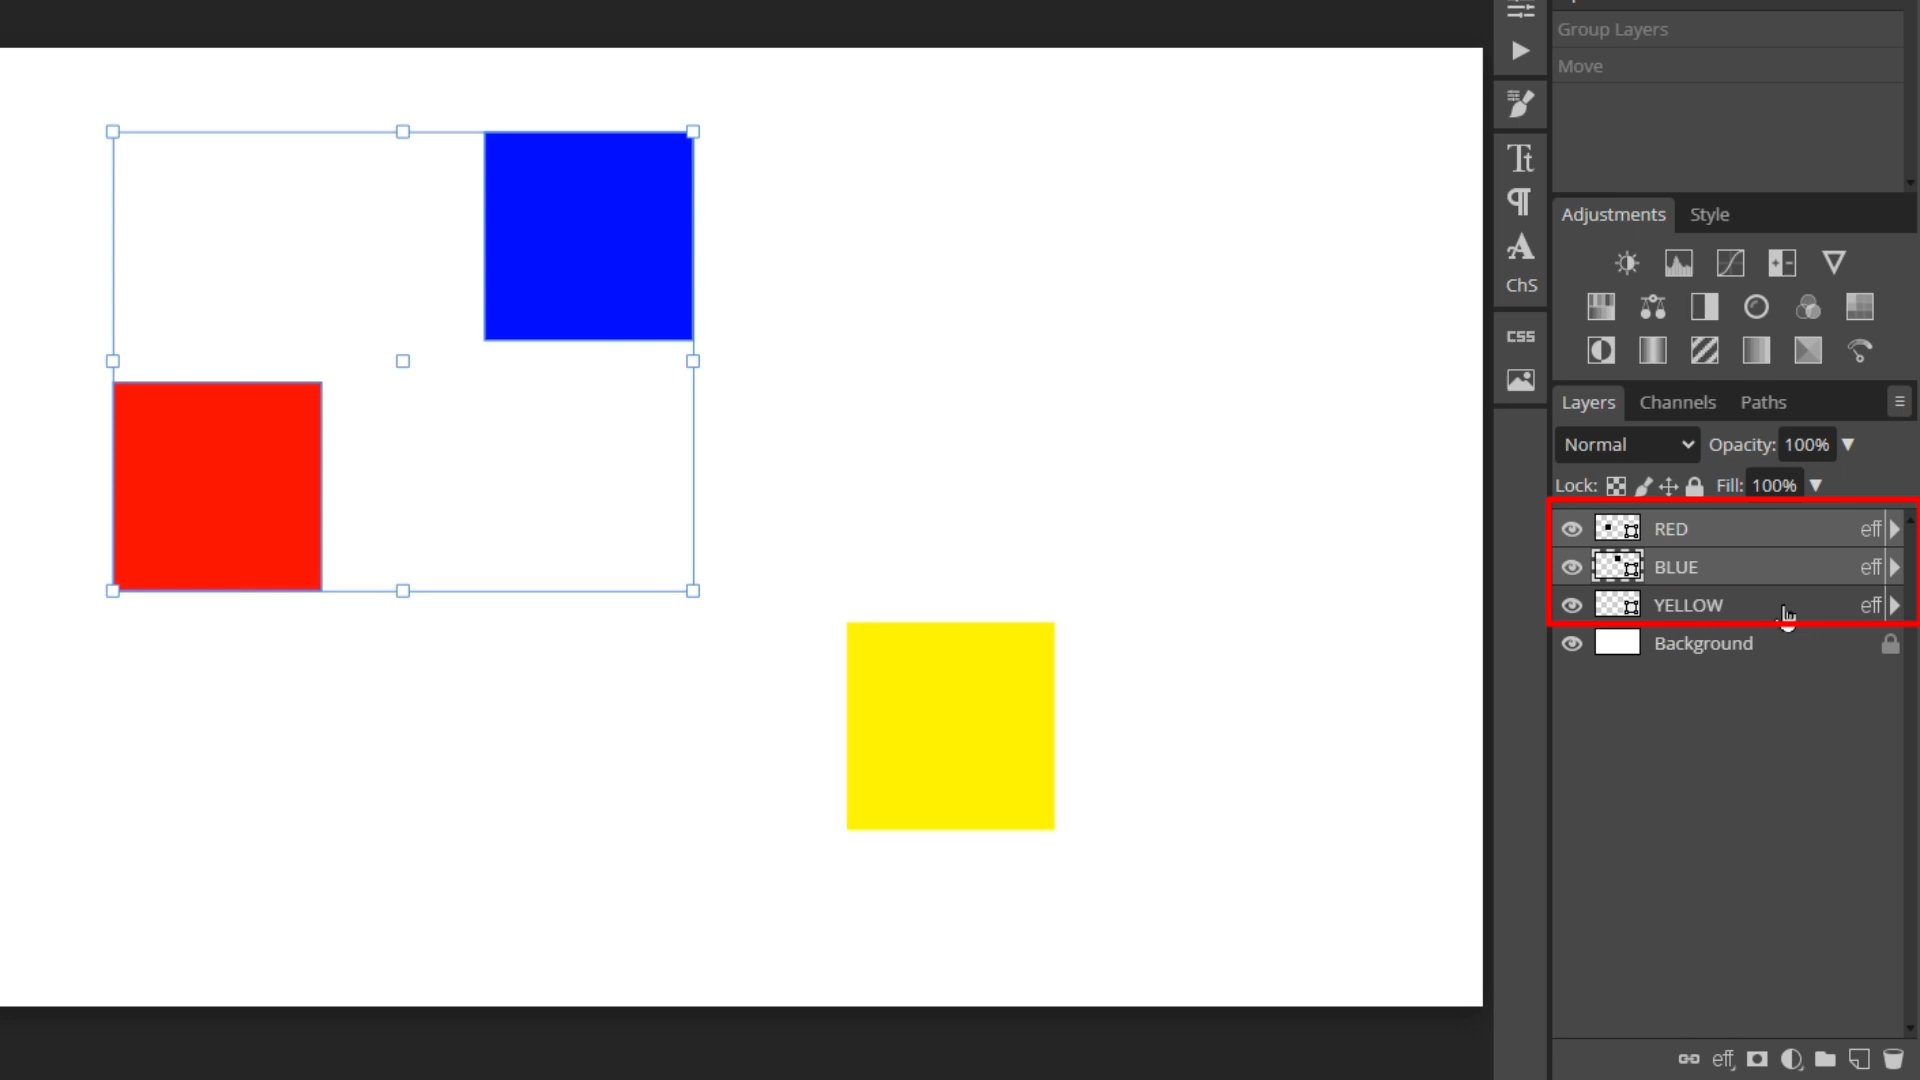 Group Layers
Move
Adjustments Style
ChS
CSS
Layers Channels Paths
Normal Opacity: 100%
Lock: Fill: 100%
RED eff
BLUE eff
YELLOW eff
Background
eff